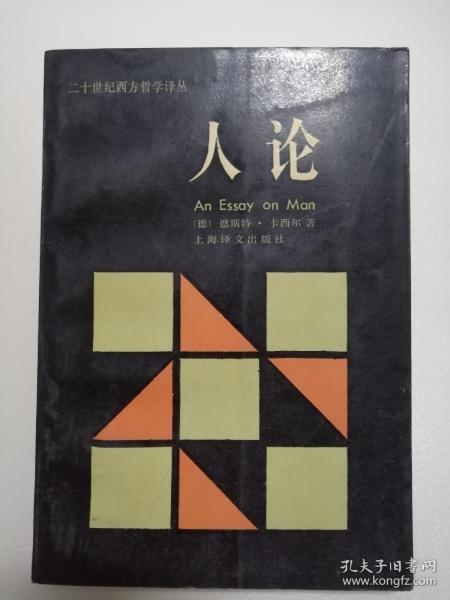 二十世纪西方哲学译丛
人论
An Essay on Man
〔德〕恩斯特·卡西尔 著
上海译文出版社
孔夫子旧书网
www.kongfz.com